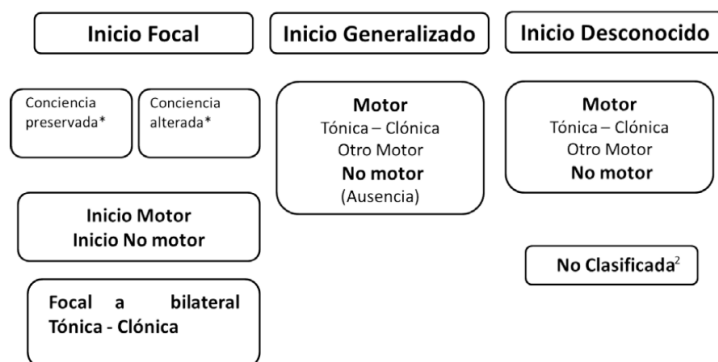 Inicio Focal
Inicio Generalizado
Inicio Desconocido
Conciencia
preservada*
Conciencia
alterada*
Inicio Motor
Inicio No motor
Focal a bilateral
Tónica - Clónica
Motor
Tónica – Clónica
Otro Motor
No motor
(Ausencia)
Motor
Tónica – Clónica
Otro Motor
No motor
No Clasificada²